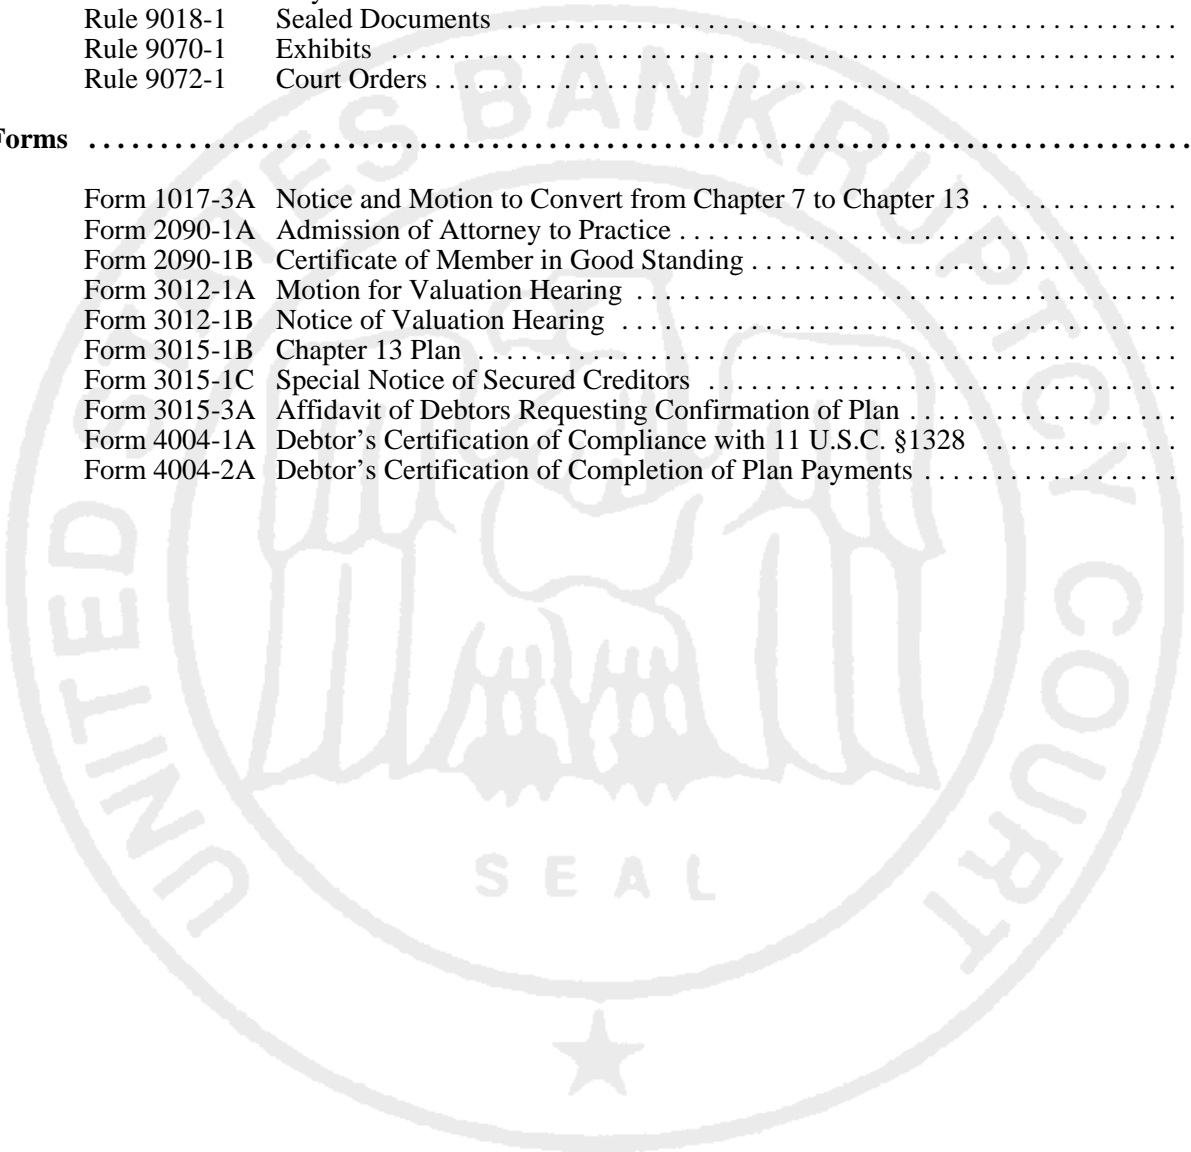 Rule 9018-1 Sealed Documents . . . . . . . . . . . . . . . . . . . . . . . . . . . . . . . . . . . . . . . . . . . . . . . .
Rule 9070-1 Exhibits . . . . . . . . . . . . . . . . . . . . . . . . . . . . . . . . . . . . . . . . . . . . . . . . . . . . . . . .
Rule 9072-1 Court Orders . . . . . . . . . . . . . . . . . . . . . . . . . . . . . . . . . . . . . . . . . . . . . . . . . . . .
Forms . . . . . . . . . . . . . . . . . . . . . . . . . . . . . . . . . . . . . . . . . . . . . . . . . . . . . . . . . . . . . . . .
Form 1017-3A Notice and Motion to Convert from Chapter 7 to Chapter 13 . . . . . . . . . . . . . .
Form 2090-1A Admission of Attorney to Practice . . . . . . . . . . . . . . . . . . . . . . . . . . . . . . . . . . .
Form 2090-1B Certificate of Member in Good Standing . . . . . . . . . . . . . . . . . . . . . . . . . . . . . .
Form 3012-1A Motion for Valuation Hearing . . . . . . . . . . . . . . . . . . . . . . . . . . . . . . . . . . . . . .
Form 3012-1B Notice of Valuation Hearing . . . . . . . . . . . . . . . . . . . . . . . . . . . . . . . . . . . . . . .
Form 3015-1B Chapter 13 Plan . . . . . . . . . . . . . . . . . . . . . . . . . . . . . . . . . . . . . . . . . . . . . . . . .
Form 3015-1C Special Notice of Secured Creditors . . . . . . . . . . . . . . . . . . . . . . . . . . . . . . . . .
Form 3015-3A Affidavit of Debtors Requesting Confirmation of Plan . . . . . . . . . . . . . . . . . . .
Form 4004-1A Debtor’s Certification of Compliance with 11 U.S.C. §1328 . . . . . . . . . . . . . .
Form 4004-2A Debtor’s Certification of Completion of Plan Payments . . . . . . . . . . . . . . . . . .
UNITED STATES BANKRUPTCY COURT
SEAL